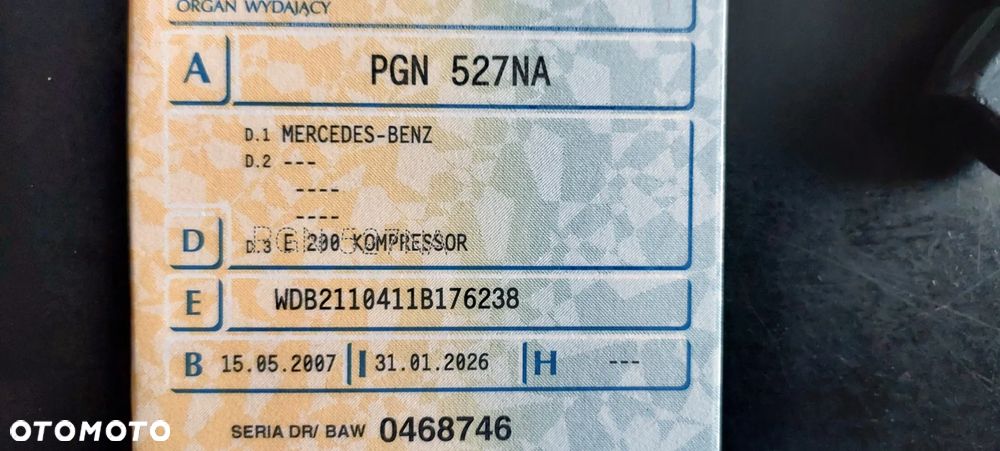 ORGAN WYDAJĄCY
A PGN 527NA
D.1 MERCEDES-BENZ
D.2 ---
----
----
D D.3 E 200 KOMPRESSOR
E WDB2110411B176238
B 15.05.2007 I 31.01.2026 H ---
SERIA DR/ BAW 0468746
OTOMOTO